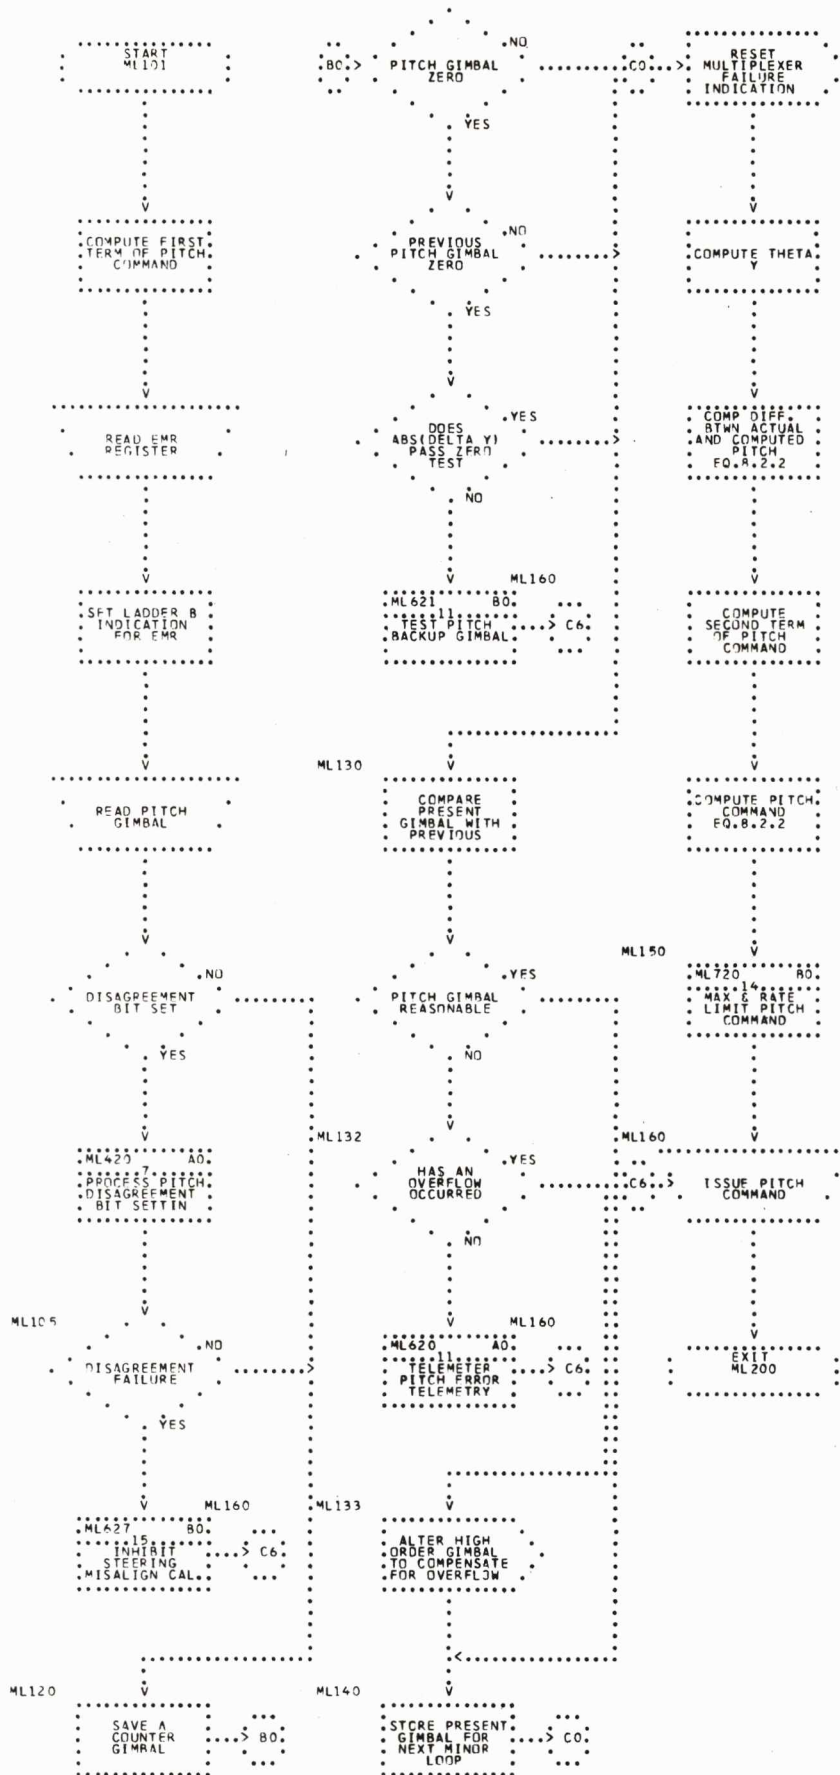 START
ML101
COMPUTE FIRST
TERM OF PITCH
COMMAND
READ EMR
REGISTER
SET LADDER B
INDICATION
FOR EMR
READ PITCH
GIMBAL
NO
DISAGREEMENT
BIT SET
YES
ML420 A0
7
PROCESS PITCH
DISAGREEMENT
BIT SETTIN
ML105
NO
DISAGREEMENT
FAILURE
YES
ML160
ML627 B0
15
INHIBIT
STEERING
MISALIGN CAL.
C6
ML120
SAVE A
COUNTER
GIMBAL
B0
B0
NO
PITCH GIMBAL
ZERO
YES
NO
PREVIOUS
PITCH GIMBAL
ZERO
YES
YES
DOES
ABS(DELTA Y)
PASS ZERO
TEST
NO
ML160
ML621 B0
11
TEST PITCH
BACKUP GIMBAL
C6
ML130
COMPARE
PRESENT
GIMBAL WITH
PREVIOUS
YES
PITCH GIMBAL
REASONABLE
NO
ML132
YES
HAS AN
OVERFLOW
OCCURRED
NO
ML160
ML620 A0
11
TELEMETER
PITCH ERROR
TELEMETRY
C6
ML133
ALTER HIGH
ORDER GIMBAL
TO COMPENSATE
FOR OVERFLOW
ML140
STORE PRESENT
GIMBAL FOR
NEXT MINOR
LOOP
C0
C0
RESET
MULTIPLEXER
FAILURE
INDICATION
COMPUTE THETA
Y
COMP DIFF.
BTWN ACTUAL
AND COMPUTED
PITCH
EQ.8.2.2
COMPUTE
SECOND TERM
OF PITCH
COMMAND
COMPUTE PITCH
COMMAND
EQ.8.2.2
ML150
ML720 B0
14
MAX & RATE
LIMIT PITCH
COMMAND
ML160
C6
ISSUE PITCH
COMMAND
EXIT
ML200